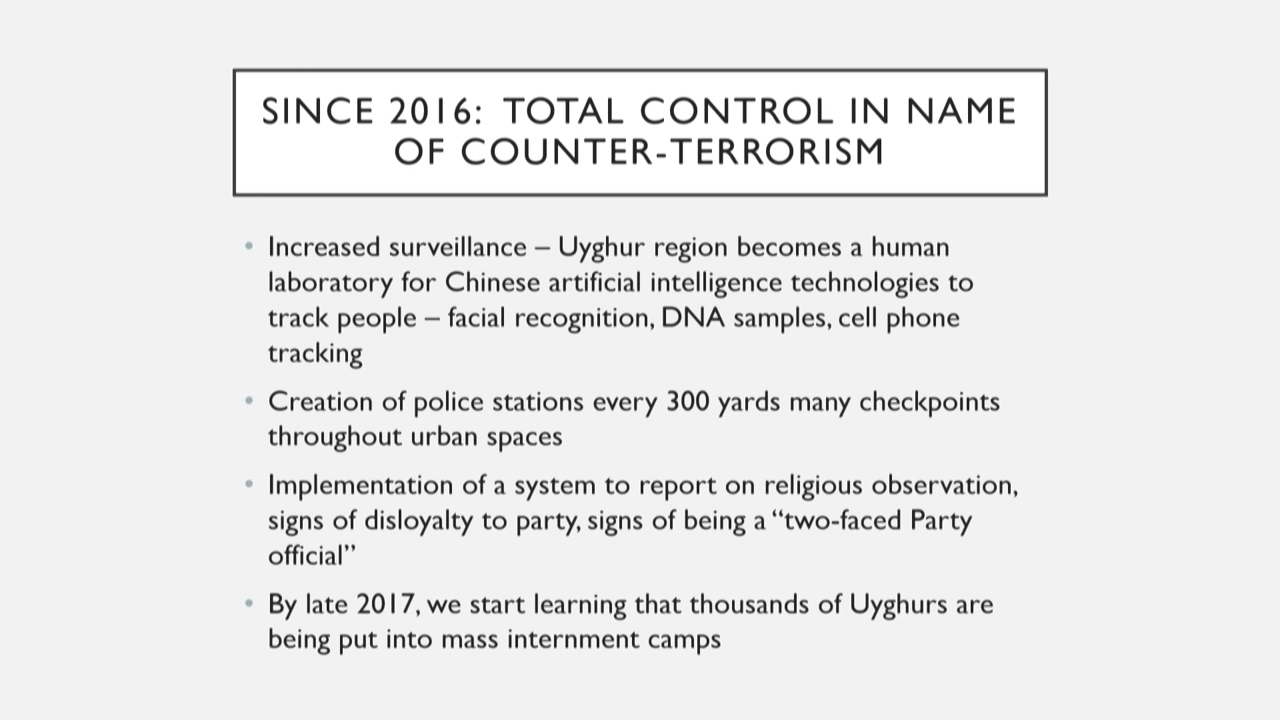 SINCE 2016: TOTAL CONTROL IN NAME
OF COUNTER-TERRORISM
• Increased surveillance – Uyghur region becomes a human
laboratory for Chinese artificial intelligence technologies to
track people – facial recognition, DNA samples, cell phone
tracking
• Creation of police stations every 300 yards many checkpoints
throughout urban spaces
• Implementation of a system to report on religious observation,
signs of disloyalty to party, signs of being a “two-faced Party
official”
• By late 2017, we start learning that thousands of Uyghurs are
being put into mass internment camps